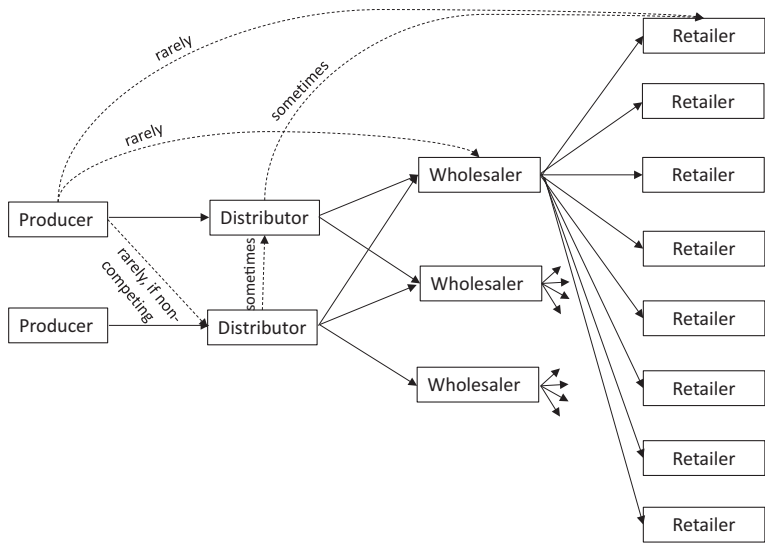 Retailer
rarely
sometimes
Retailer
rarely
Wholesaler
Retailer
Producer
Distributor
Retailer
rarely, if non-
competing
sometimes
Wholesaler
Producer
Distributor
Retailer
Wholesaler
Retailer
Retailer
Retailer